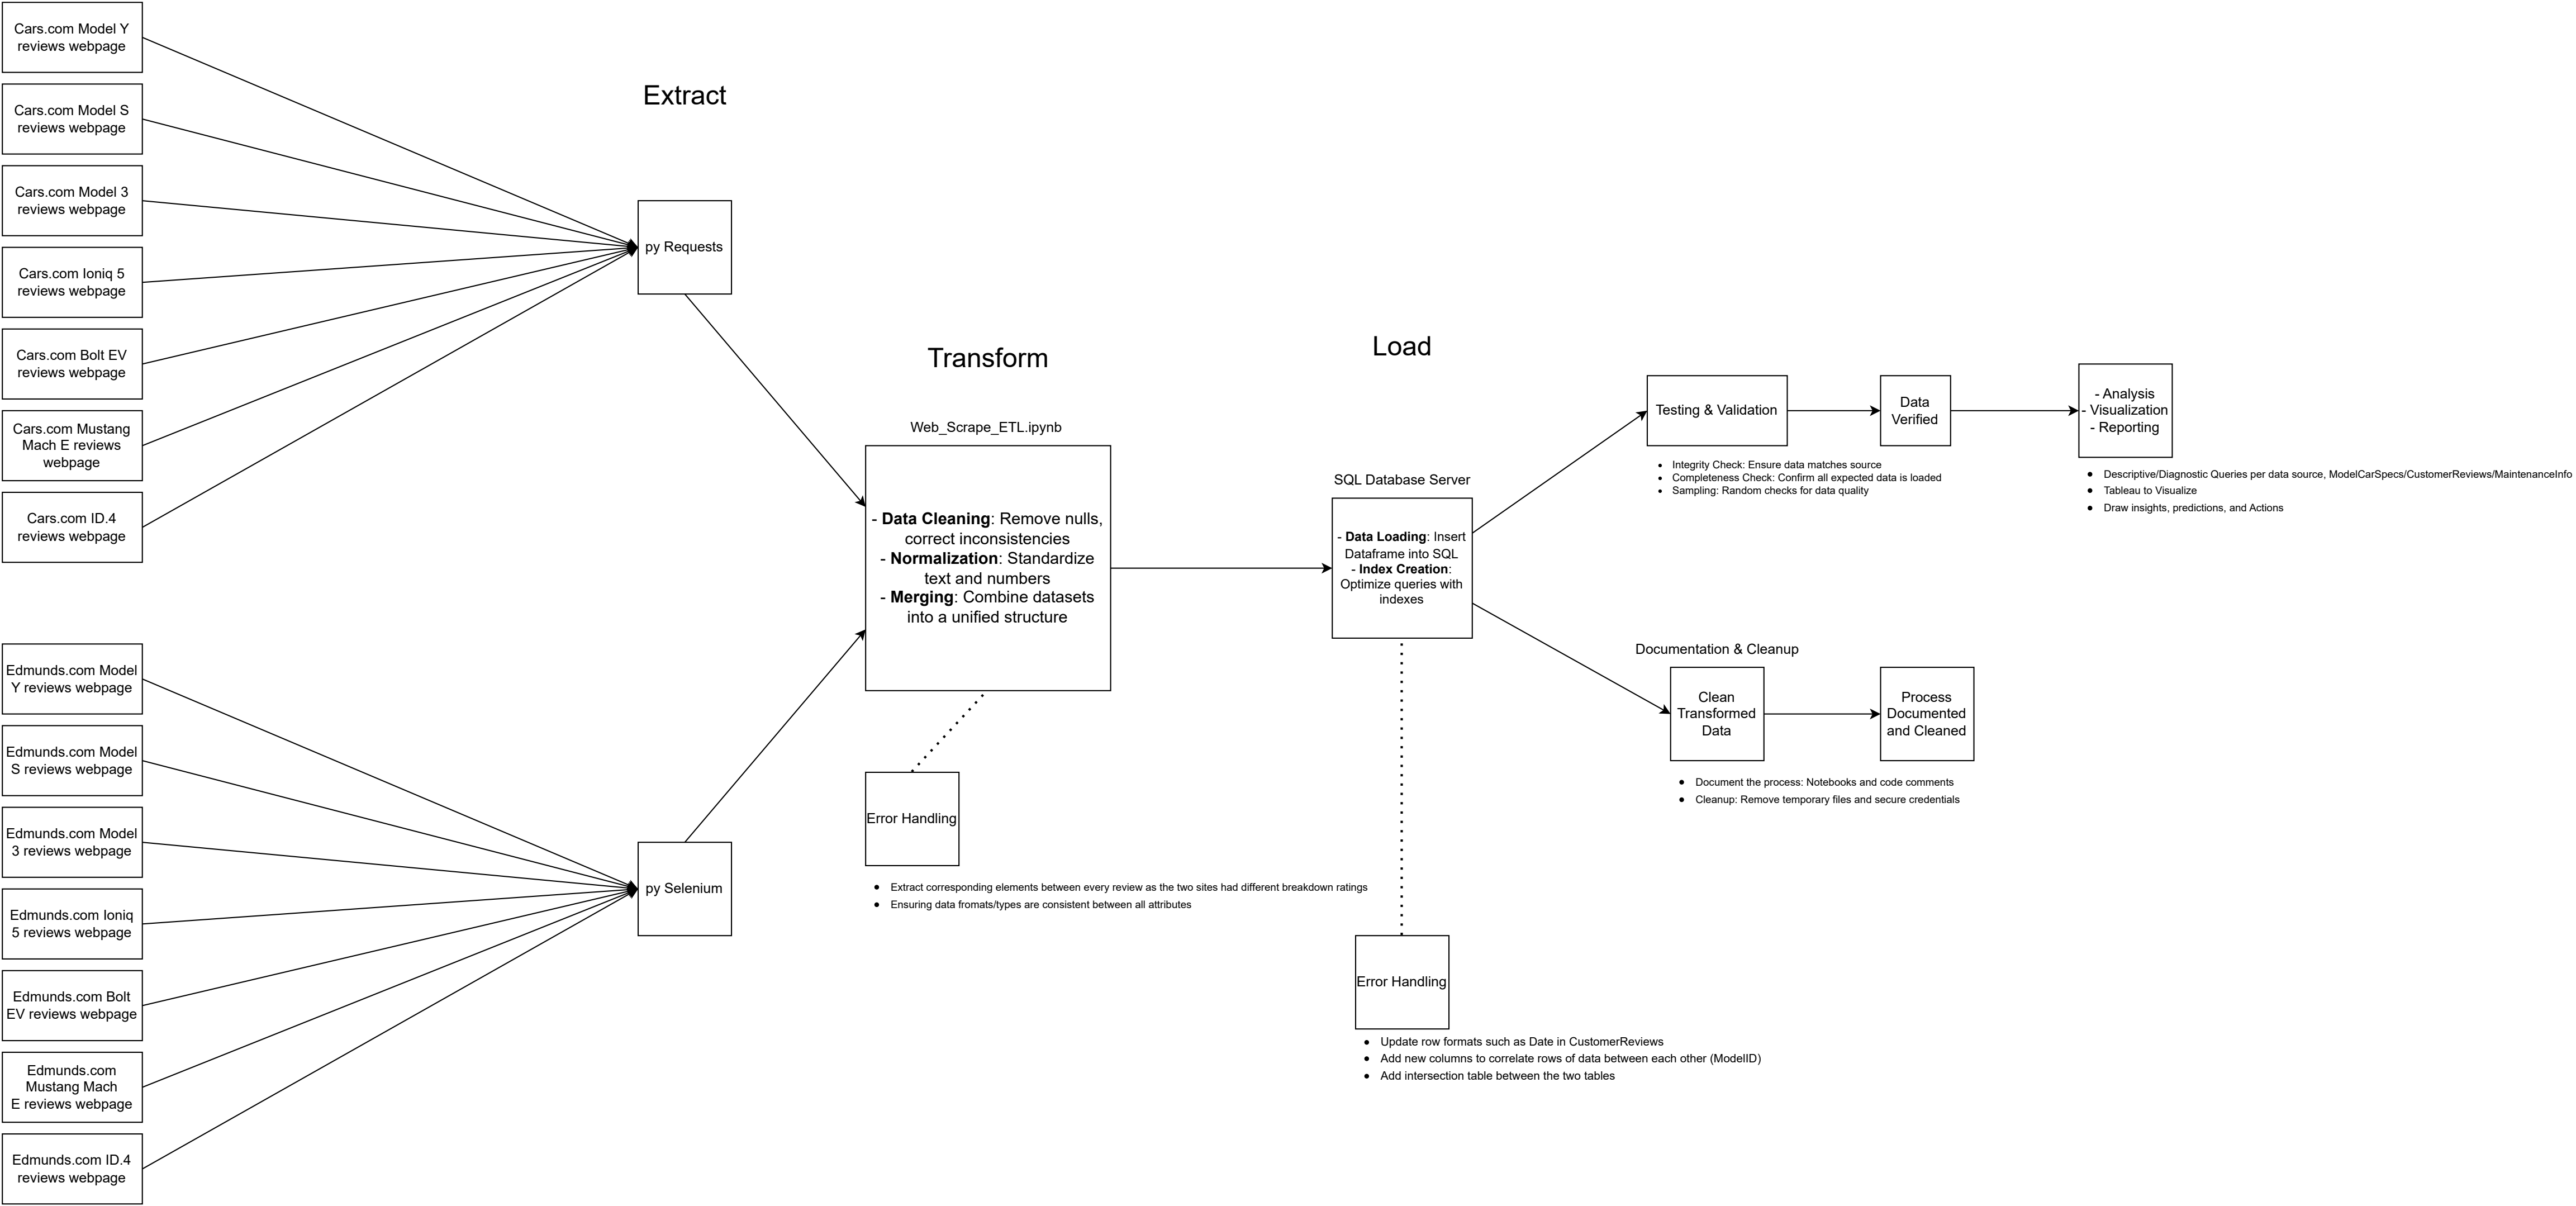 Cars.com Model Y
reviews webpage
Cars.com Model S
reviews webpage
Cars.com Model 3
reviews webpage
Cars.com Ioniq 5
reviews webpage
Cars.com Bolt EV
reviews webpage
Cars.com Mustang
Mach E reviews
webpage
Cars.com ID.4
reviews webpage
Edmunds.com Model
Y reviews webpage
Edmunds.com Model
S reviews webpage
Edmunds.com Model
3 reviews webpage
Edmunds.com Ioniq
5 reviews webpage
Edmunds.com Bolt
EV reviews webpage
Edmunds.com
Mustang Mach
E reviews webpage
Edmunds.com ID.4
reviews webpage
Extract
py Requests
py Selenium
Transform
Web_Scrape_ETL.ipynb
- Data Cleaning: Remove nulls,
correct inconsistencies
- Normalization: Standardize
text and numbers
- Merging: Combine datasets
into a unified structure
Error Handling
• Extract corresponding elements between every review as the two sites had different breakdown ratings
• Ensuring data fromats/types are consistent between all attributes
Load
SQL Database Server
- Data Loading: Insert
Dataframe into SQL
- Index Creation:
Optimize queries with
indexes
Error Handling
• Update row formats such as Date in CustomerReviews
• Add new columns to correlate rows of data between each other (ModelID)
• Add intersection table between the two tables
Testing & Validation
• Integrity Check: Ensure data matches source
• Completeness Check: Confirm all expected data is loaded
• Sampling: Random checks for data quality
Data
Verified
- Analysis
- Visualization
- Reporting
• Descriptive/Diagnostic Queries per data source, ModelCarSpecs/CustomerReviews/MaintenanceInfo
• Tableau to Visualize
• Draw insights, predictions, and Actions
Documentation & Cleanup
Clean
Transformed
Data
Process
Documented
and Cleaned
• Document the process: Notebooks and code comments
• Cleanup: Remove temporary files and secure credentials